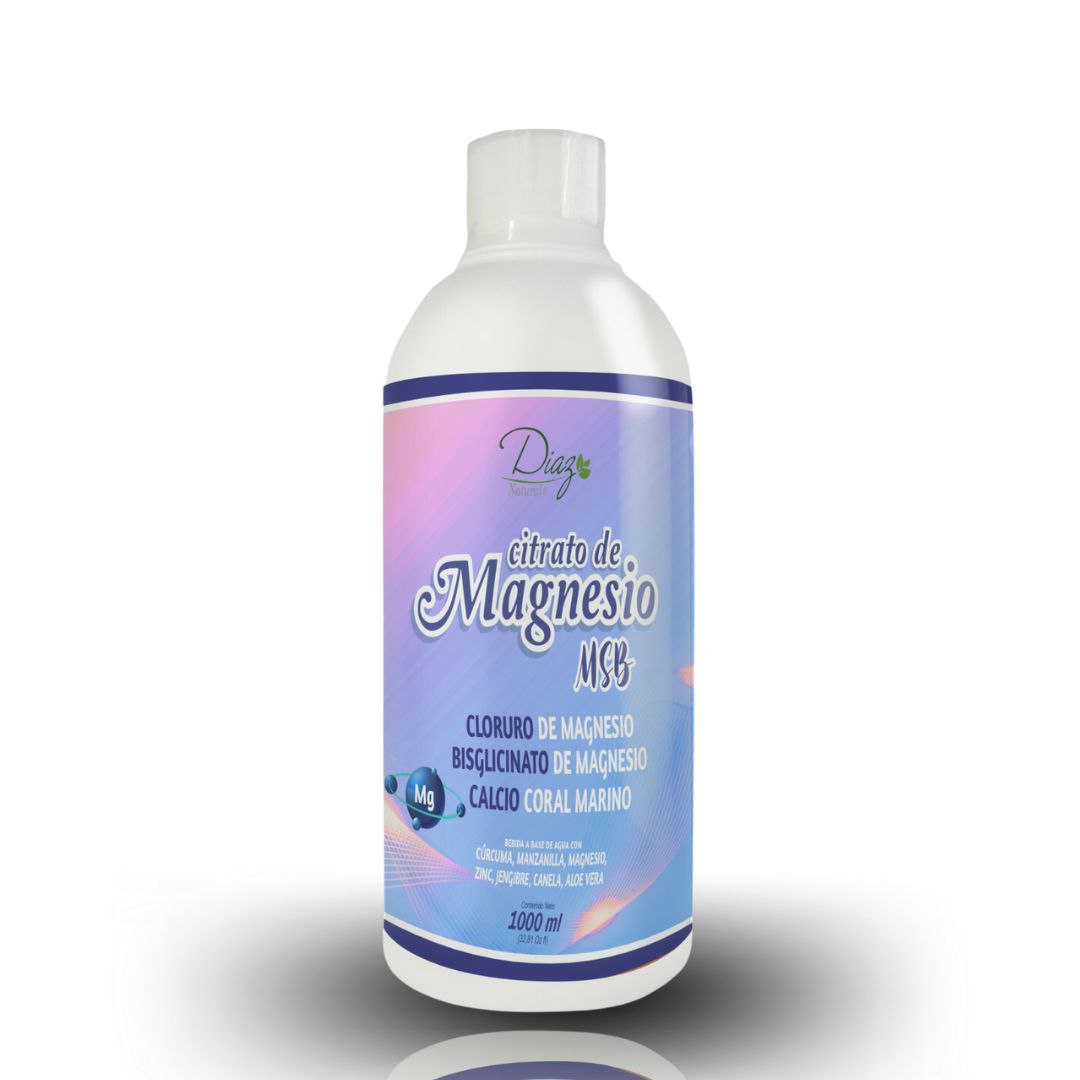 Diaz
Naturals
citrato de
Magnesio
MSB
CLORURO DE MAGNESIO
BISGLICINATO DE MAGNESIO
CALCIO CORAL MARINO
Mg
BEBIDA A BASE DE AGUA CON
CÚRCUMA, MANZANILLA, MAGNESIO,
ZINC, JENGIBRE, CANELA, ALOE VERA
Contenido Neto
1000 ml
(33,81 Oz fl)